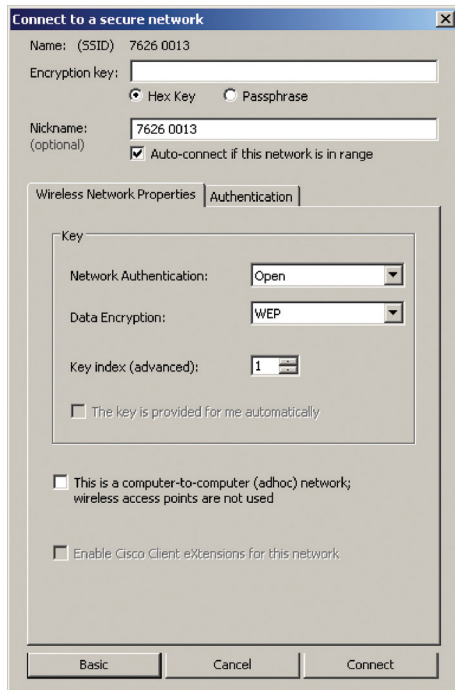 Connect to a secure network
Name: (SSID) 7626 0013
Encryption key:
Hex Key Passphrase
Nickname: 7626 0013
(optional)
Auto-connect if this network is in range
Wireless Network Properties Authentication
Key
Network Authentication: Open
Data Encryption: WEP
Key index (advanced): 1
The key is provided for me automatically
This is a computer-to-computer (adhoc) network;
wireless access points are not used
Enable Cisco Client eXtensions for this network
Basic Cancel Connect